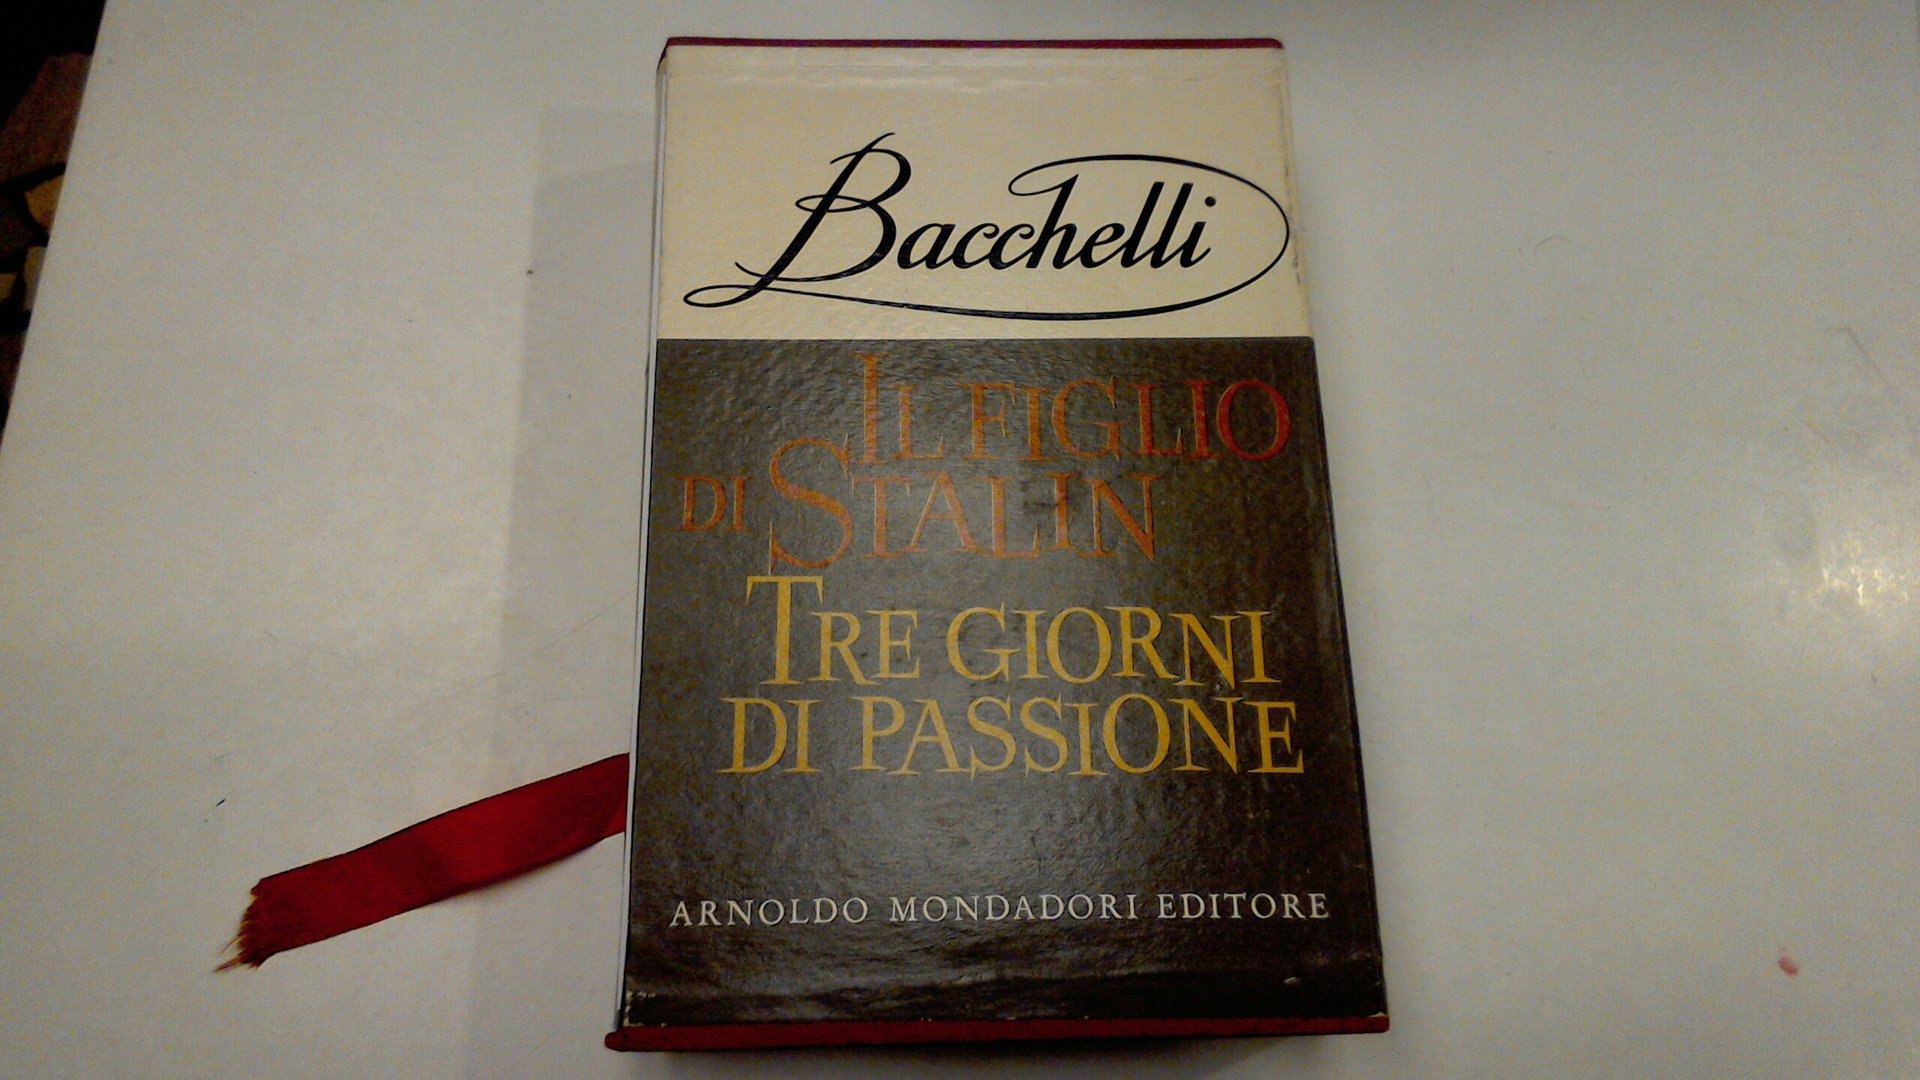 Bacchelli
IL FIGLIO
DI STALIN
TRE GIORNI
DI PASSIONE
ARNOLDO MONDADORI EDITORE